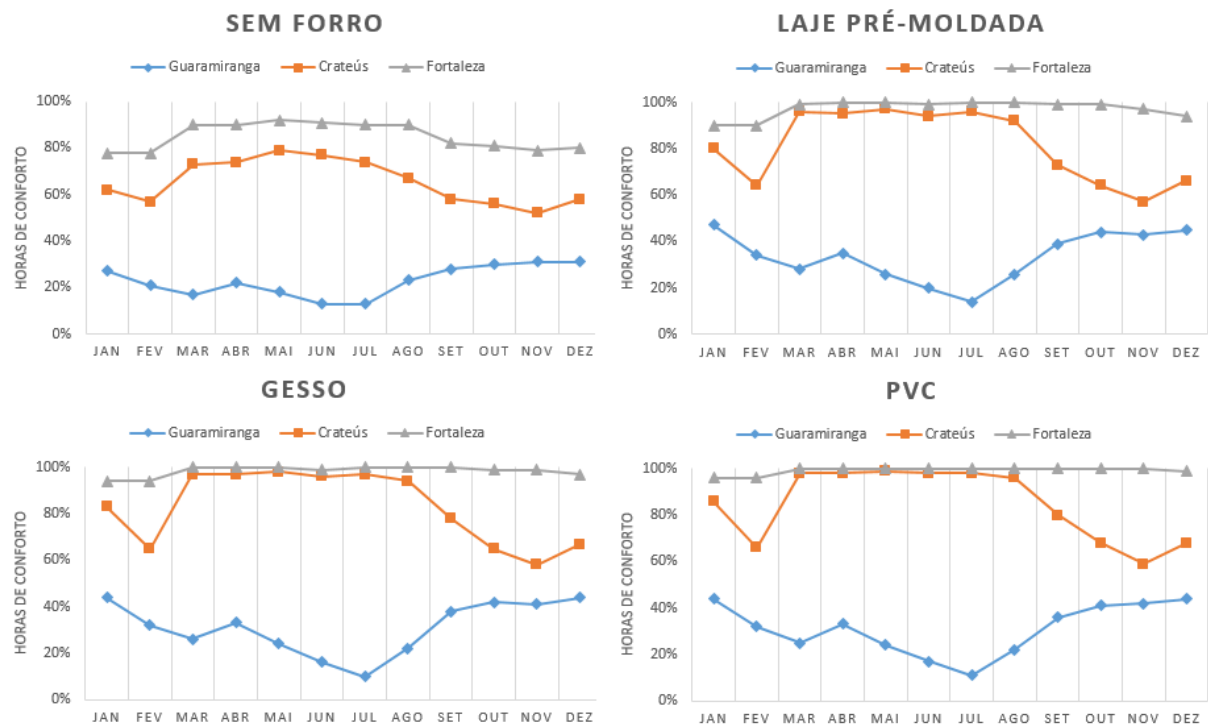 SEM FORRO
Guaramiranga Crateús Fortaleza
HORAS DE CONFORTO
100%
80%
60%
40%
20%
0%
JAN FEV MAR ABR MAI JUN JUL AGO SET OUT NOV DEZ
LAJE PRÉ-MOLDADA
Guaramiranga Crateús Fortaleza
HORAS DE CONFORTO
100%
80%
60%
40%
20%
0%
JAN FEV MAR ABR MAI JUN JUL AGO SET OUT NOV DEZ
GESSO
Guaramiranga Crateús Fortaleza
HORAS DE CONFORTO
100%
80%
60%
40%
20%
0%
JAN FEV MAR ABR MAI JUN JUL AGO SET OUT NOV DEZ
PVC
Guaramiranga Crateús Fortaleza
HORAS DE CONFORTO
100%
80%
60%
40%
20%
0%
JAN FEV MAR ABR MAI JUN JUL AGO SET OUT NOV DEZ